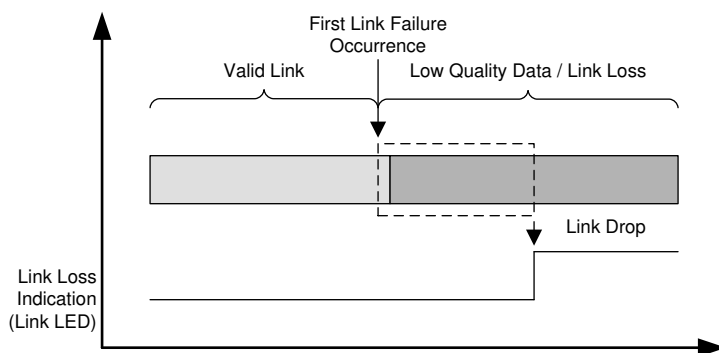 First Link Failure
Occurrence
Valid Link
Low Quality Data / Link Loss
Link Drop
Link Loss
Indication
(Link LED)